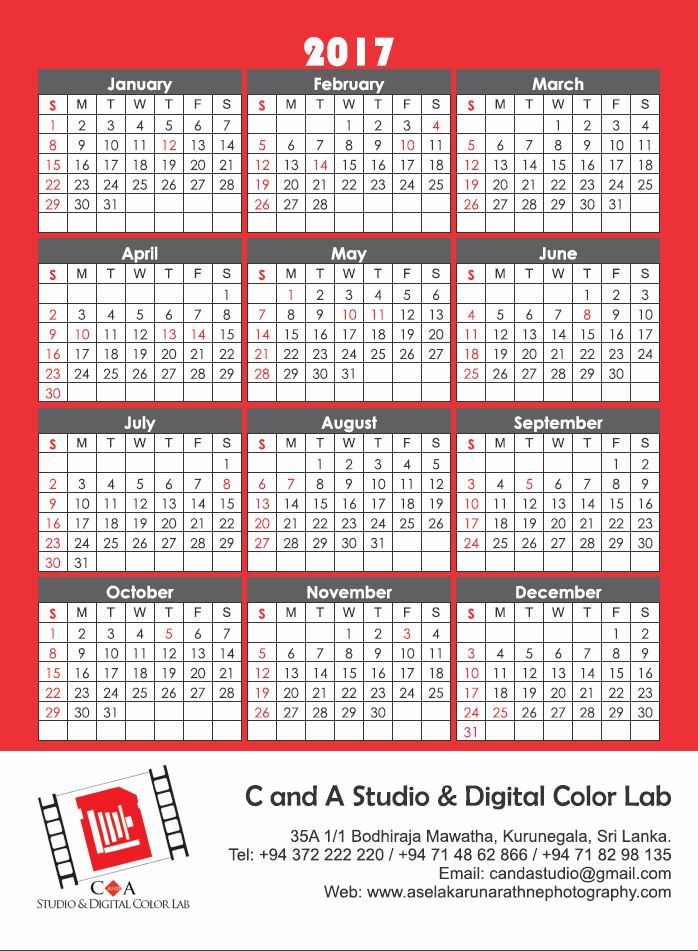 2017
January
S M T W T F S
1 2 3 4 5 6 7
8 9 10 11 12 13 14
15 16 17 18 19 20 21
22 23 24 25 26 27 28
29 30 31
February
S M T W T F S
1 2 3 4
5 6 7 8 9 10 11
12 13 14 15 16 17 18
19 20 21 22 23 24 25
26 27 28
March
S M T W T F S
1 2 3 4
5 6 7 8 9 10 11
12 13 14 15 16 17 18
19 20 21 22 23 24 25
26 27 28 29 30 31
April
S M T W T F S
1
2 3 4 5 6 7 8
9 10 11 12 13 14 15
16 17 18 19 20 21 22
23 24 25 26 27 28 29
30
May
S M T W T F S
1 2 3 4 5 6
7 8 9 10 11 12 13
14 15 16 17 18 19 20
21 22 23 24 25 26 27
28 29 30 31
June
S M T W T F S
1 2 3
4 5 6 7 8 9 10
11 12 13 14 15 16 17
18 19 20 21 22 23 24
25 26 27 28 29 30
July
S M T W T F S
1
2 3 4 5 6 7 8
9 10 11 12 13 14 15
16 17 18 19 20 21 22
23 24 25 26 27 28 29
30 31
August
S M T W T F S
1 2 3 4 5
6 7 8 9 10 11 12
13 14 15 16 17 18 19
20 21 22 23 24 25 26
27 28 29 30 31
September
S M T W T F S
1 2
3 4 5 6 7 8 9
10 11 12 13 14 15 16
17 18 19 20 21 22 23
24 25 26 27 28 29 30
October
S M T W T F S
1 2 3 4 5 6 7
8 9 10 11 12 13 14
15 16 17 18 19 20 21
22 23 24 25 26 27 28
29 30 31
November
S M T W T F S
1 2 3 4
5 6 7 8 9 10 11
12 13 14 15 16 17 18
19 20 21 22 23 24 25
26 27 28 29 30
December
S M T W T F S
1 2
3 4 5 6 7 8 9
10 11 12 13 14 15 16
17 18 19 20 21 22 23
24 25 26 27 28 29 30
31
C AND A
STUDIO & DIGITAL COLOR LAB
C and A Studio & Digital Color Lab
35A 1/1 Bodhiraja Mawatha, Kurunegala, Sri Lanka.
Tel: +94 372 222 220 / +94 71 48 62 866 / +94 71 82 98 135
Email: candastudio@gmail.com
Web: www.aselakarunarathnephotography.com